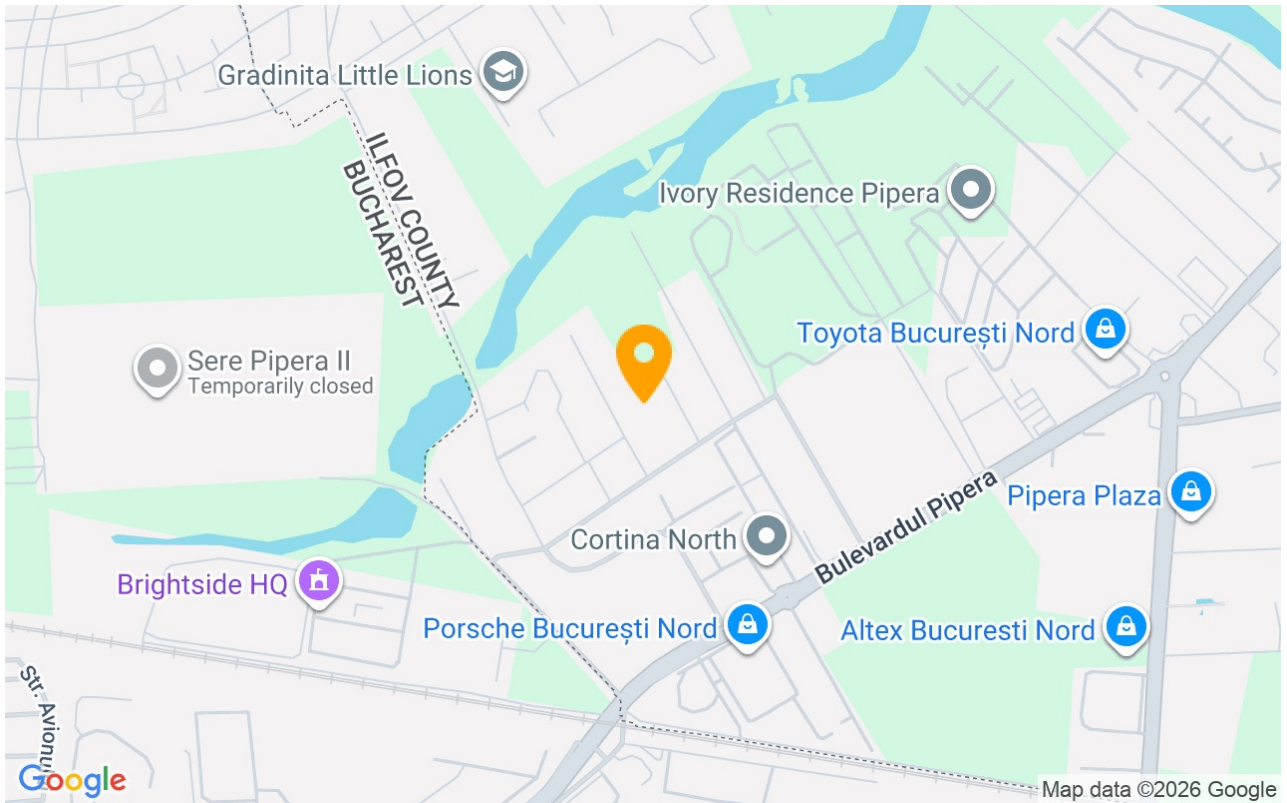 Gradinita Little Lions
ILFOV COUNTY
BUCHAREST
Ivory Residence Pipera
Toyota București Nord
Sere Pipera II
Temporarily closed
Bulevardul Pipera
Pipera Plaza
Cortina North
Brightside HQ
Porsche București Nord
Altex Bucuresti Nord
Str.
Google
Map data ©2026 Google